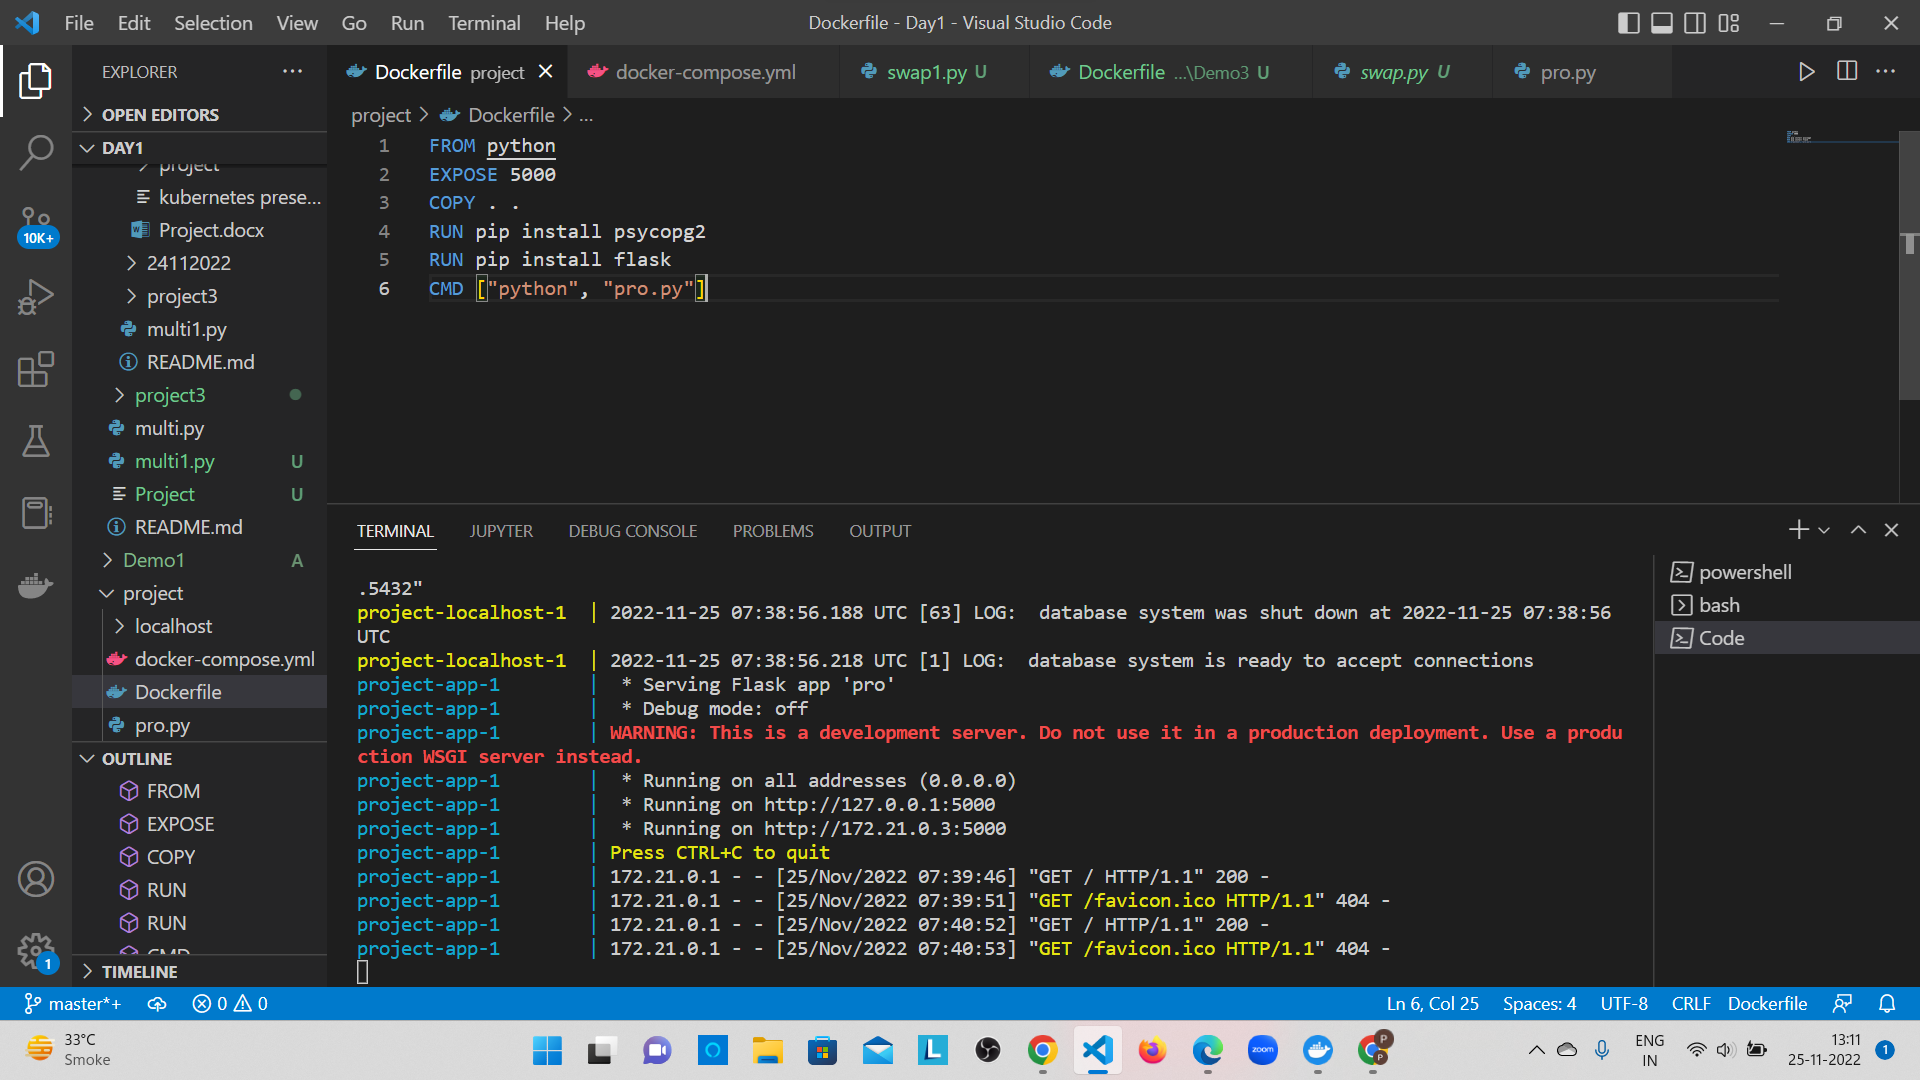 File Edit Selection View Go Run Terminal Help
Dockerfile - Day1 - Visual Studio Code
EXPLORER
Dockerfile project
docker-compose.yml
swap1.py U
Dockerfile ...\Demo3 U
swap.py U
pro.py
OPEN EDITORS
DAY1
project
kubernetes prese...
Project.docx
24112022
project3
multi1.py
README.md
project3
multi.py
multi1.py U
Project U
README.md
Demo1 A
project
localhost
docker-compose.yml
Dockerfile
pro.py
OUTLINE
FROM
EXPOSE
COPY
RUN
RUN
CMD
TIMELINE
10K+
1
project > Dockerfile > ...
1 FROM python
2 EXPOSE 5000
3 COPY . .
4 RUN pip install psycopg2
5 RUN pip install flask
6 CMD ["python", "pro.py"]
TERMINAL JUPYTER DEBUG CONSOLE PROBLEMS OUTPUT
.5432"
project-localhost-1 | 2022-11-25 07:38:56.188 UTC [63] LOG: database system was shut down at 2022-11-25 07:38:56
UTC
project-localhost-1 | 2022-11-25 07:38:56.218 UTC [1] LOG: database system is ready to accept connections
project-app-1 | * Serving Flask app 'pro'
project-app-1 | * Debug mode: off
project-app-1 | WARNING: This is a development server. Do not use it in a production deployment. Use a produ
ction WSGI server instead.
project-app-1 | * Running on all addresses (0.0.0.0)
project-app-1 | * Running on http://127.0.0.1:5000
project-app-1 | * Running on http://172.21.0.3:5000
project-app-1 | Press CTRL+C to quit
project-app-1 | 172.21.0.1 - - [25/Nov/2022 07:39:46] "GET / HTTP/1.1" 200 -
project-app-1 | 172.21.0.1 - - [25/Nov/2022 07:39:51] "GET /favicon.ico HTTP/1.1" 404 -
project-app-1 | 172.21.0.1 - - [25/Nov/2022 07:40:52] "GET / HTTP/1.1" 200 -
project-app-1 | 172.21.0.1 - - [25/Nov/2022 07:40:53] "GET /favicon.ico HTTP/1.1" 404 -
powershell
bash
Code
master*+ 0 0
Ln 6, Col 25 Spaces: 4 UTF-8 CRLF Dockerfile
33°C
Smoke
zoom
P
P
ENG
IN
13:11
25-11-2022
1